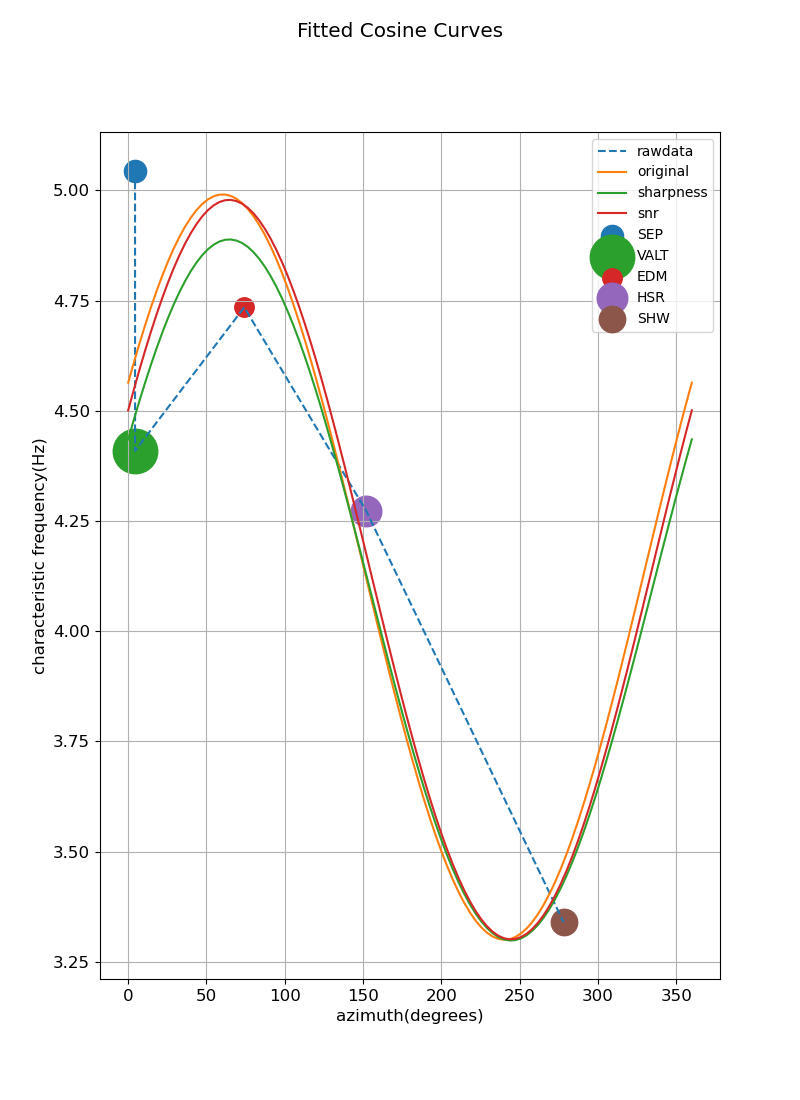 Fitted Cosine Curves
rawdata
original
sharpness
snr
SEP
VALT
EDM
HSR
SHW
5.00
4.75
4.50
4.25
4.00
3.75
3.50
3.25
characteristic frequency(Hz)
0 50 100 150 200 250 300 350
azimuth(degrees)